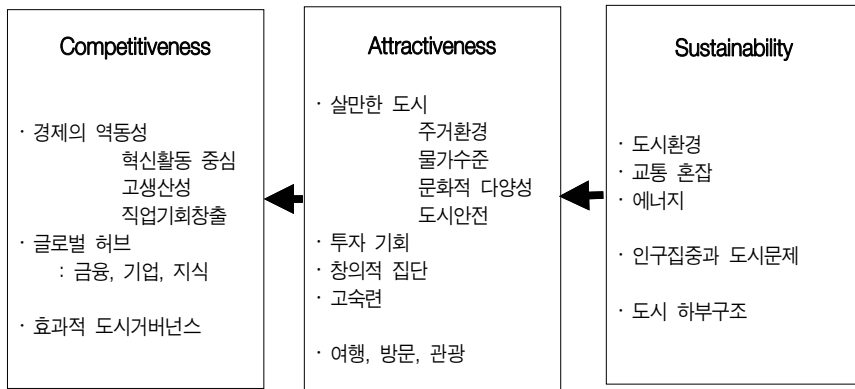 Competitiveness
· 경제의 역동성
혁신활동 중심
고생산성
직업기회창출
· 글로벌 허브
: 금융, 기업, 지식
· 효과적 도시거버넌스
Attractiveness
· 살만한 도시
주거환경
물가수준
문화적 다양성
도시안전
· 투자 기회
· 창의적 집단
· 고숙련
· 여행, 방문, 관광
Sustainability
· 도시환경
· 교통 혼잡
· 에너지
· 인구집중과 도시문제
· 도시 하부구조